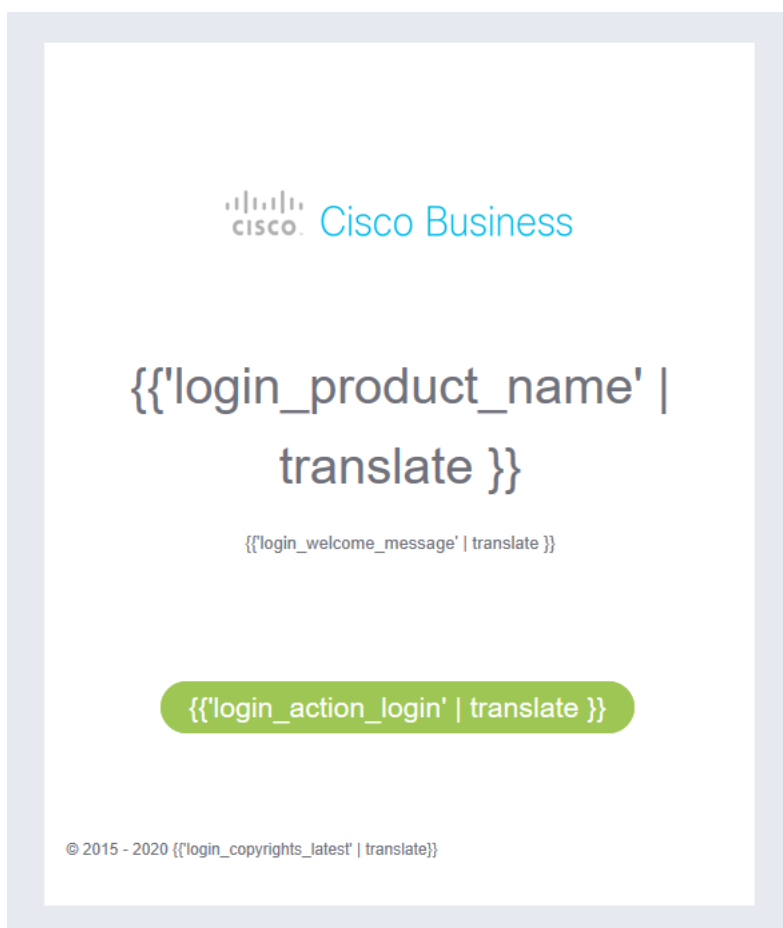 CISCO. Cisco Business
{{'login_product_name' |
translate }}
{{'login_welcome_message' | translate }}
{{'login_action_login' | translate }}
© 2015 - 2020 {{'login_copyrights_latest' | translate}}